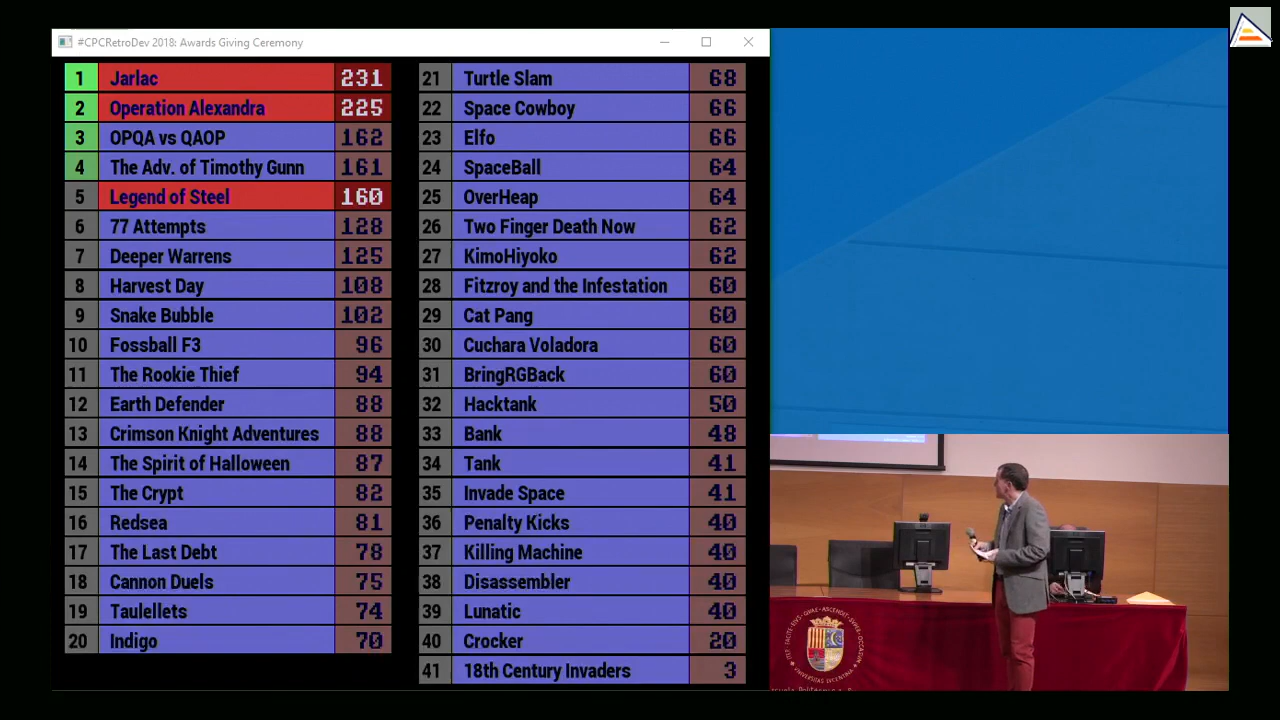 #CPCRetroDev 2018: Awards Giving Ceremony
1 Jarlac 231
2 Operation Alexandra 225
3 OPQA vs QAOP 162
4 The Adv. of Timothy Gunn 161
5 Legend of Steel 160
6 77 Attempts 128
7 Deeper Warrens 125
8 Harvest Day 108
9 Snake Bubble 102
10 Fossball F3 96
11 The Rookie Thief 94
12 Earth Defender 88
13 Crimson Knight Adventures 88
14 The Spirit of Halloween 87
15 The Crypt 82
16 Redsea 81
17 The Last Debt 78
18 Cannon Duels 75
19 Taulellets 74
20 Indigo 70
21 Turtle Slam 68
22 Space Cowboy 66
23 Elfo 66
24 SpaceBall 64
25 OverHeap 64
26 Two Finger Death Now 62
27 KimoHiyoko 62
28 Fitzroy and the Infestation 60
29 Cat Pang 60
30 Cuchara Voladora 60
31 BringRGBack 60
32 Hacktank 50
33 Bank 48
34 Tank 41
35 Invade Space 41
36 Penalty Kicks 40
37 Killing Machine 40
38 Disassembler 40
39 Lunatic 40
40 Crocker 20
41 18th Century Invaders 3
UNIVERSITAS LUCENTINA